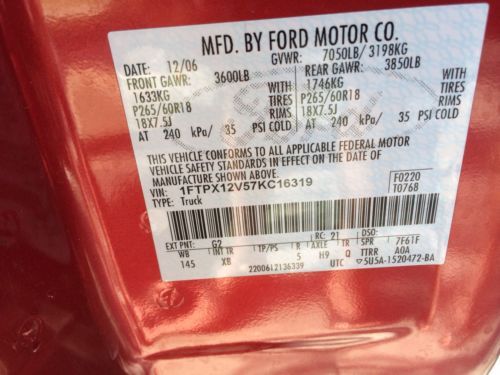 MFD. BY FORD MOTOR CO.
DATE: 12/06 GVWR: 7050LB/ 3198KG
FRONT GAWR: 3600LB REAR GAWR: 3850LB
1633KG WITH 1746KG WITH
P265/60R18 TIRES P265/60R18 TIRES
18X7.5J RIMS 18X7.5J RIMS
AT 240 kPa/ 35 PSI COLD AT 240 kPa/ 35 PSI COLD
THIS VEHICLE CONFORMS TO ALL APPLICABLE FEDERAL MOTOR
VEHICLE SAFETY STANDARDS IN EFFECT ON THE DATE OF
MANUFACTURE SHOWN ABOVE.
VIN: 1FTPX12V57KC16319 F0220
TYPE: Truck T0768
EXT PNT: G2 RC: 21 DSO:
WB INT TR TP/PS R AXLE TR SPR 7F61F
145 XB 5 H9 Q TTRR A0A
2200612136339 UTC ▽5U5A-1520472-BA
Ford